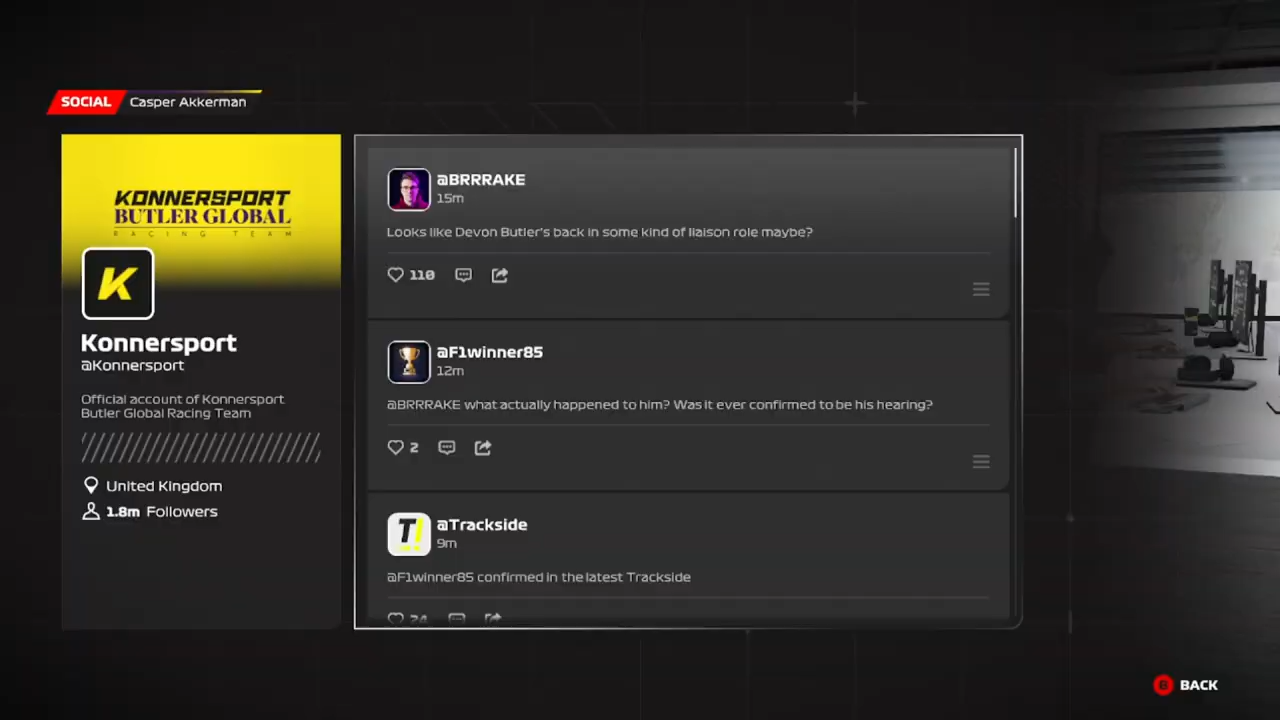 SOCIAL Casper Akkerman
KONNERSPORT
BUTLER GLOBAL
RACING TEAM
K
Konnersport
@Konnersport
Official account of Konnersport
Butler Global Racing Team
United Kingdom
1.8m Followers
@BRRRAKE
15m
Looks like Devon Butler's back in some kind of liaison role maybe?
110
@F1winner85
12m
@BRRRAKE what actually happened to him? Was it ever confirmed to be his hearing?
2
T!
@Trackside
9m
@F1winner85 confirmed in the latest Trackside
24
B BACK